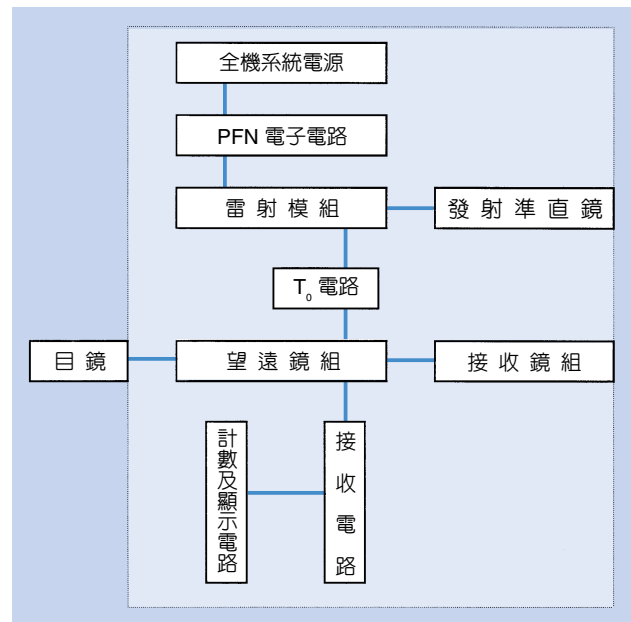 全機系統電源
PFN 電子電路
雷射模組
發射準直鏡
T₀ 電路
目鏡
望遠鏡組
接收鏡組
計數及顯示電路
接收電路